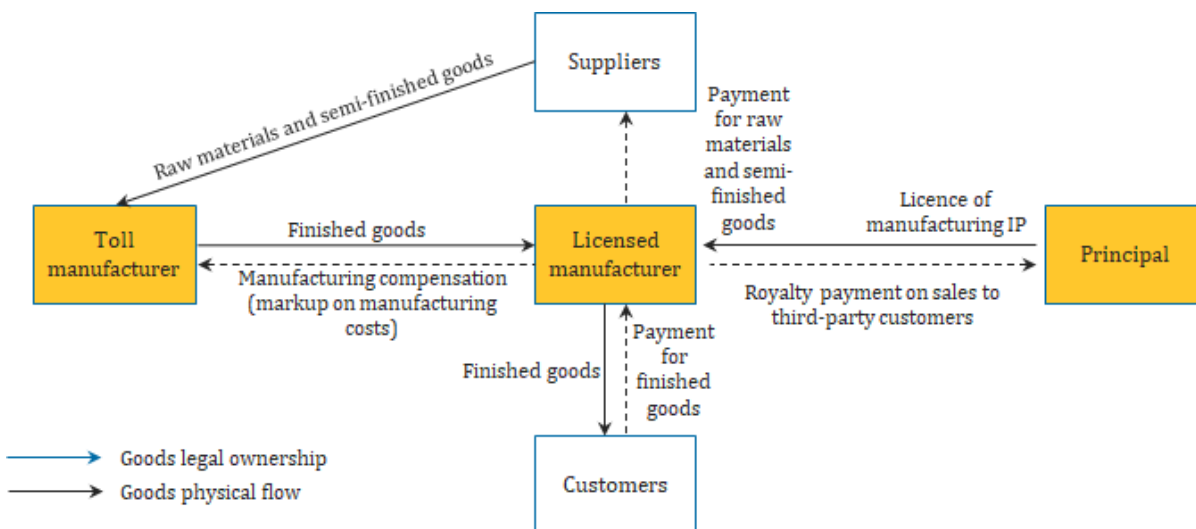 Suppliers
Raw materials and semi-finished goods
Payment
for raw
materials
and semi-
finished
goods
Licence of
manufacturing IP
Toll
manufacturer
Finished goods
Licensed
manufacturer
Principal
Manufacturing compensation
(markup on manufacturing
costs)
Royalty payment on sales to
third-party customers
Finished goods
Payment
for
finished
goods
Customers
Goods legal ownership
Goods physical flow